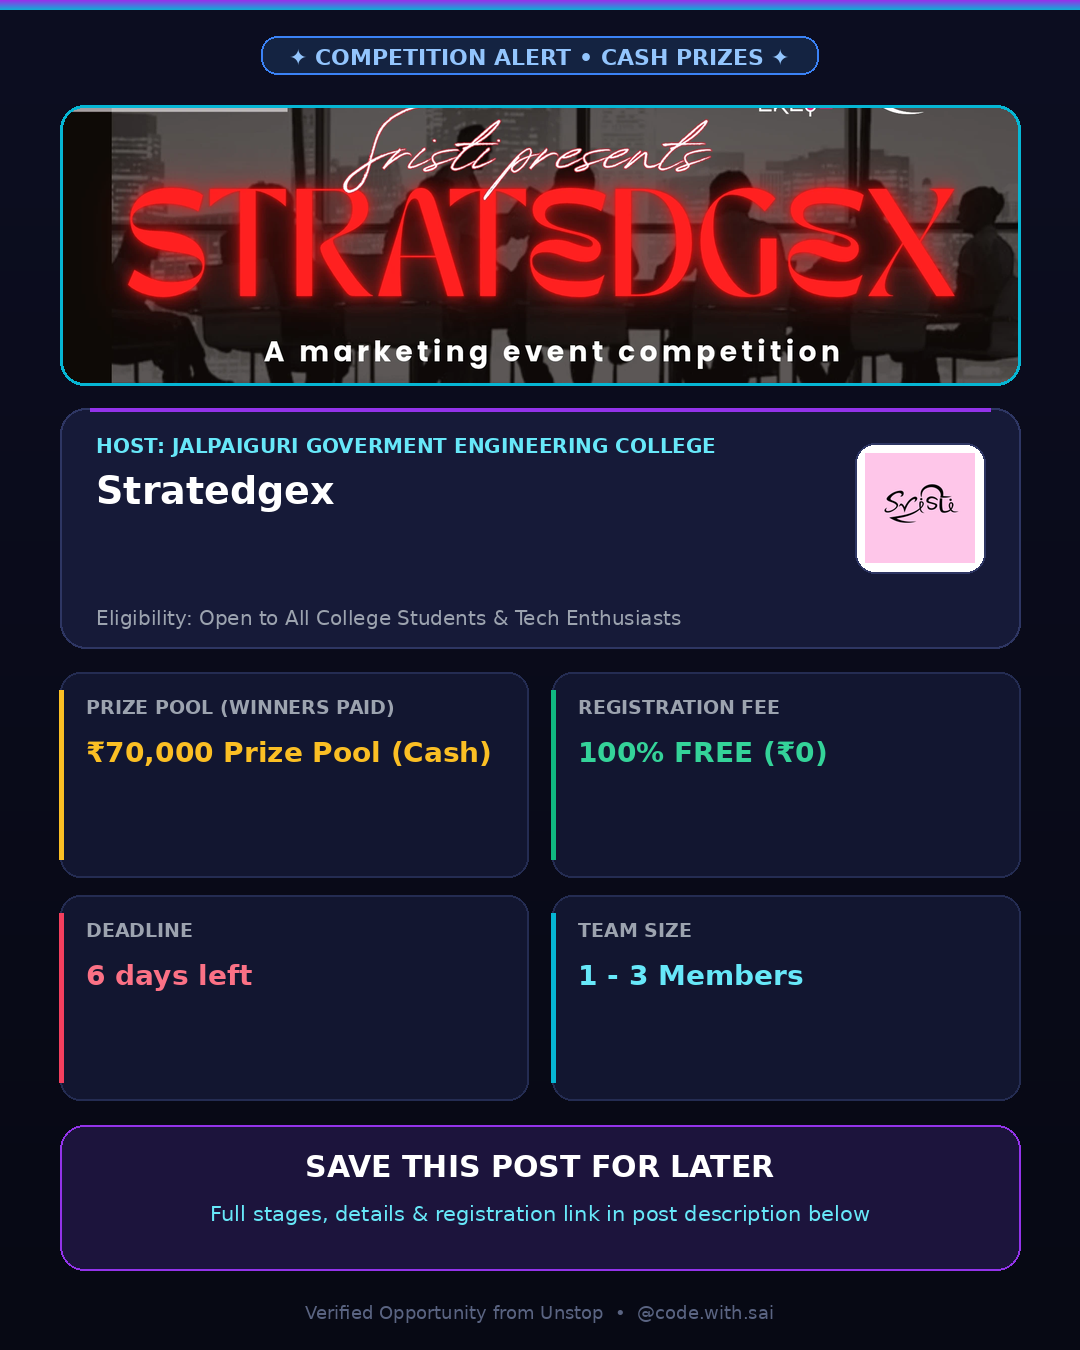 ✦ COMPETITION ALERT • CASH PRIZES ✦
Sristi presents
STRATEDGEX
A marketing event competition
HOST: JALPAIGURI GOVERMENT ENGINEERING COLLEGE
Stratedgex
Sristi
Eligibility: Open to All College Students & Tech Enthusiasts
PRIZE POOL (WINNERS PAID)
₹70,000 Prize Pool (Cash)
REGISTRATION FEE
100% FREE (₹0)
DEADLINE
6 days left
TEAM SIZE
1 - 3 Members
SAVE THIS POST FOR LATER
Full stages, details & registration link in post description below
Verified Opportunity from Unstop • @code.with.sai